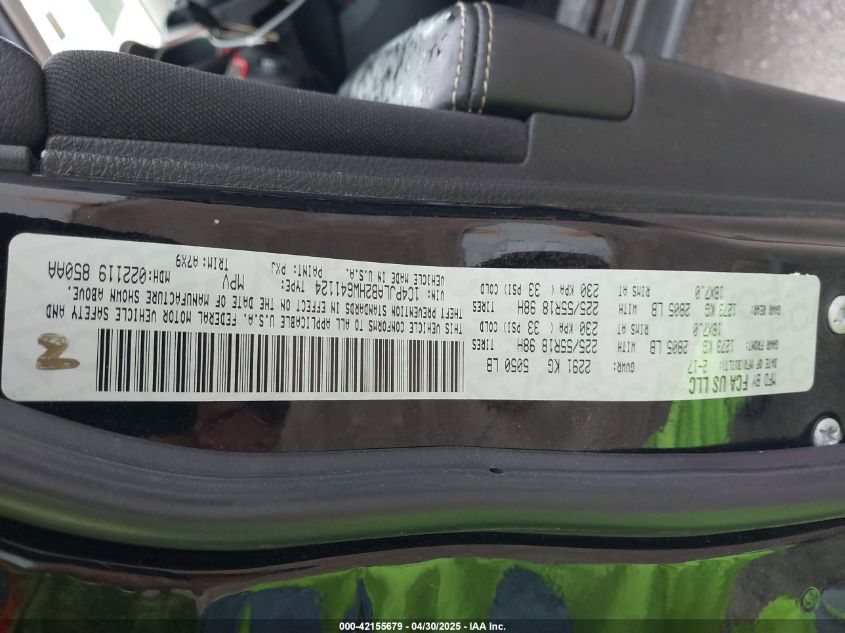 MFD BY FCA US LLC GVWR: 2291 KG 5050 LB
DATE OF MFR(BUILT): 2-17
GAWR FRONT: 1273 KG 2805 LB WITH 225/55R18 98H TIRES
18X7.0 RIMS AT 230 KPA (33 PSI) COLD
GAWR REAR: 1273 KG 2805 LB WITH 225/55R18 98H TIRES
18X7.0 RIMS AT 230 KPA (33 PSI) COLD
THIS VEHICLE CONFORMS TO ALL APPLICABLE U.S.A. FEDERAL MOTOR VEHICLE SAFETY AND
THEFT PREVENTION STANDARDS IN EFFECT ON THE DATE OF MANUFACTURE SHOWN ABOVE.
VIN: 1C4PJLAB2HW641124 TYPE: MPV MDH:022119 850AA
VEHICLE MADE IN U.S.A. PAINT: PXJ TRIM: A7X9
000-42155679 - 04/30/2025 - IAA Inc.